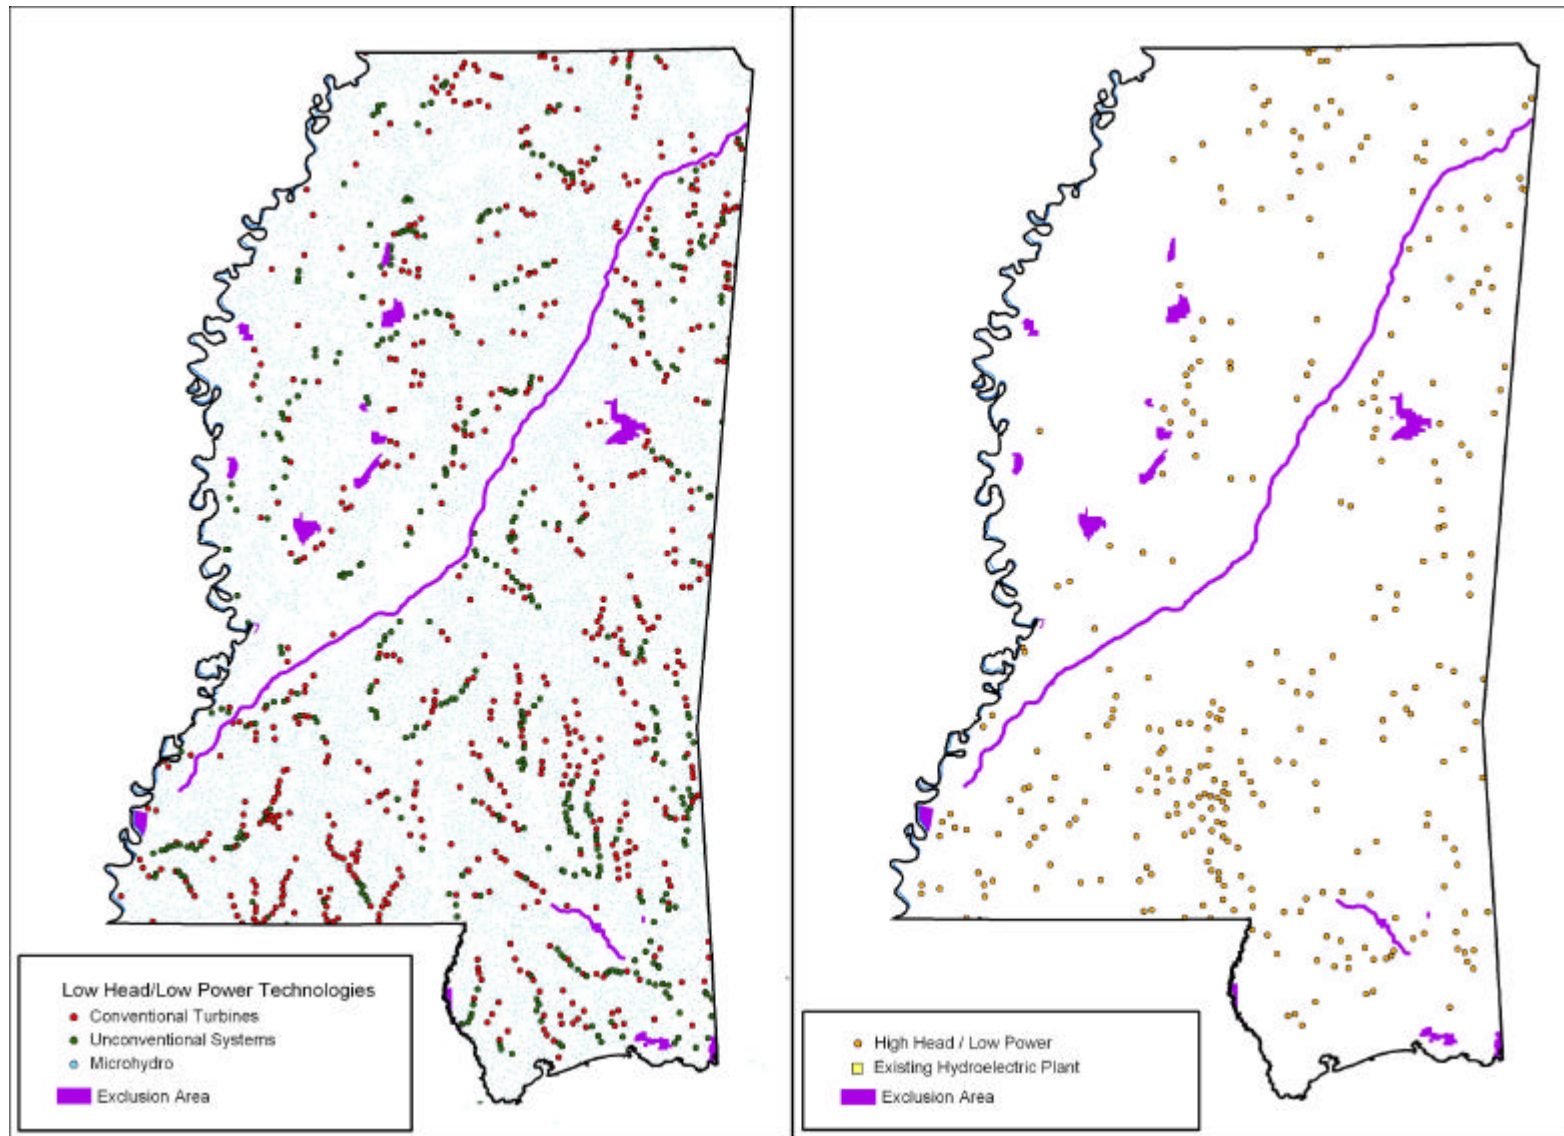 Low Head/Low Power Technologies
Conventional Turbines
Unconventional Systems
Microhydro
Exclusion Area
High Head / Low Power
Existing Hydroelectric Plant
Exclusion Area